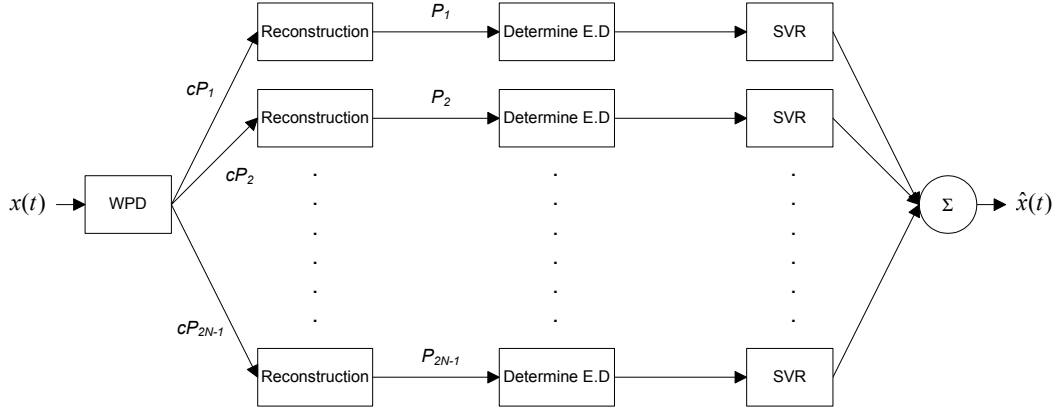 P1
Reconstruction
Determine E.D
SVR
cP1
P2
Reconstruction
Determine E.D
SVR
cP2
x(t)
WPD
Σ
x̂(t)
cP2N-1
P2N-1
Reconstruction
Determine E.D
SVR